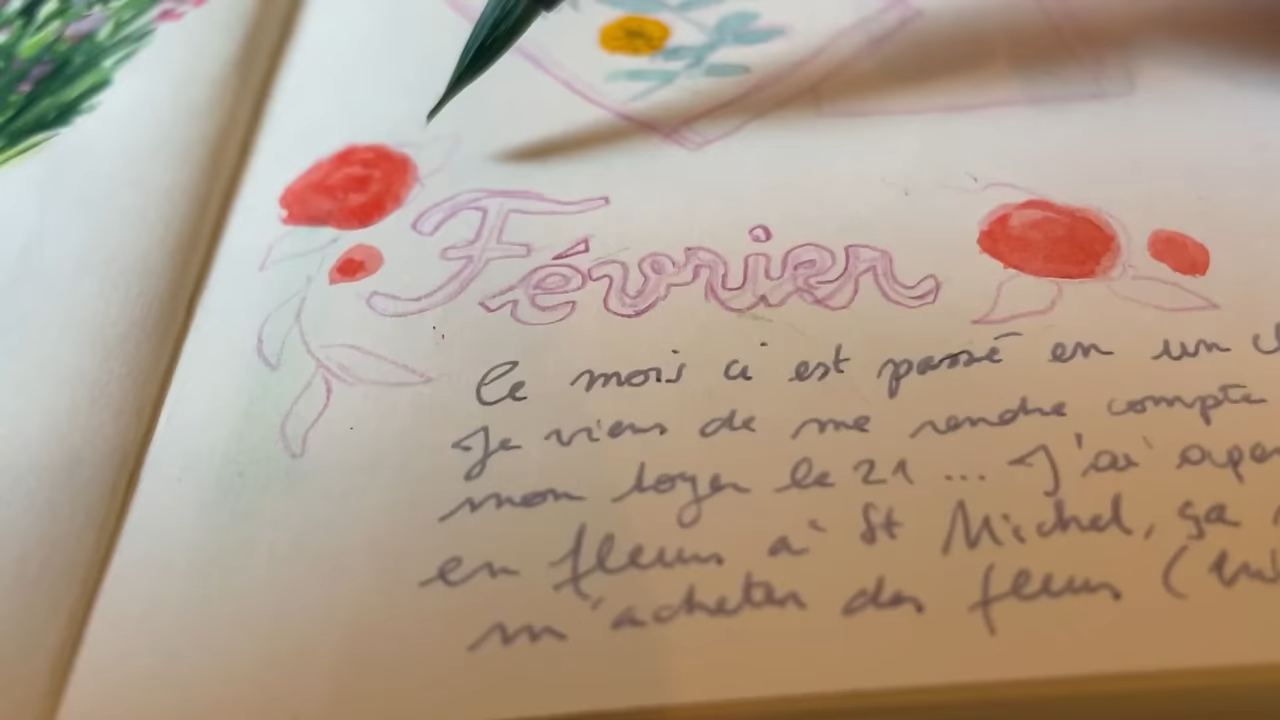 Février
Ce mois ci est passé en un
Je viens de me rendre compte
mon loyer le 21 ... J'ai
en fleurs à St Michel, ça
m'acheter des fleurs (